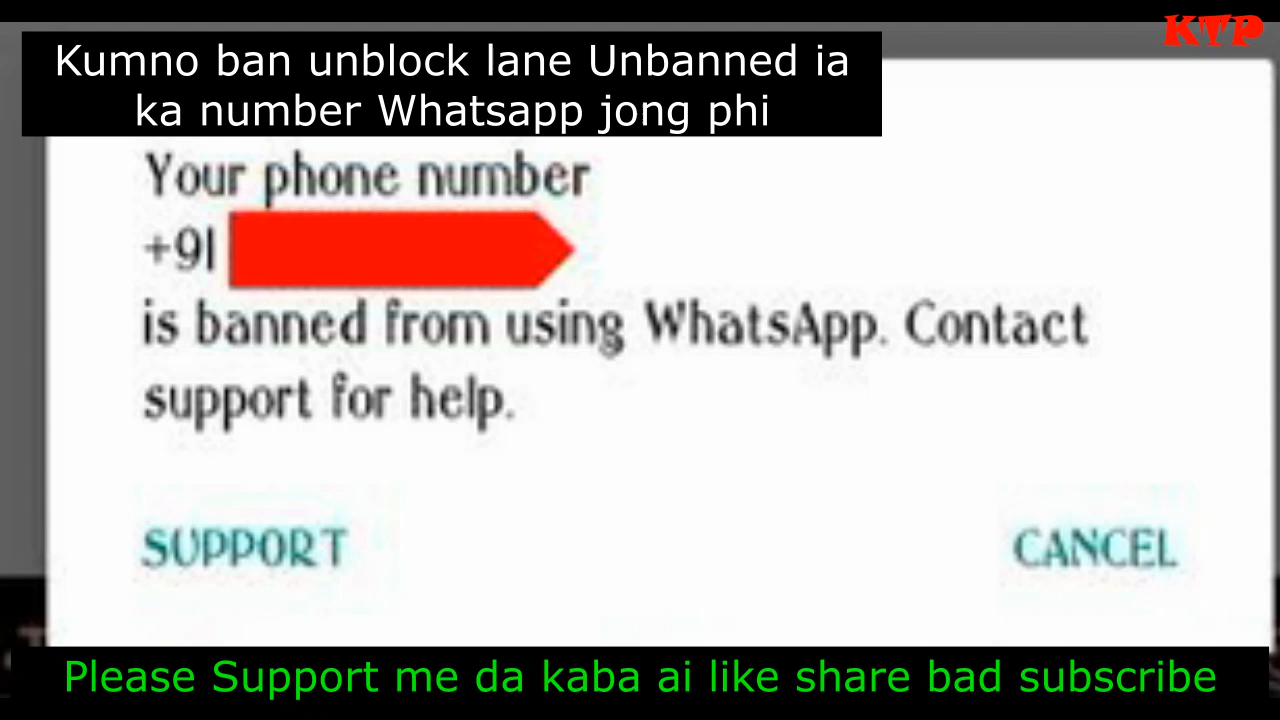 KTP
Kumno ban unblock lane Unbanned ia
ka number Whatsapp jong phi
Your phone number
+91
is banned from using WhatsApp. Contact
support for help.
SUPPORT
CANCEL
Please Support me da kaba ai like share bad subscribe